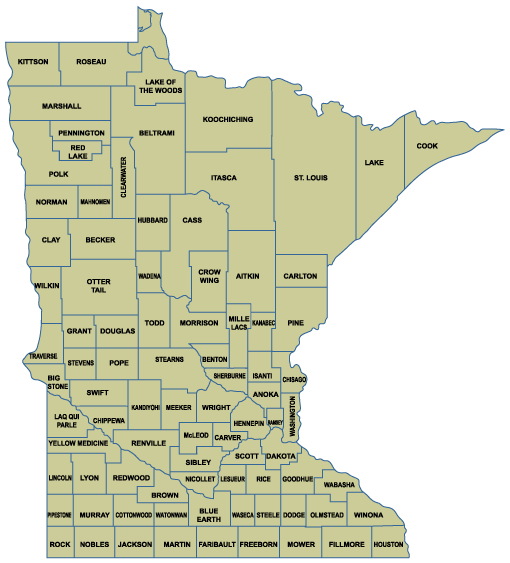 KITTSON
ROSEAU
LAKE OF
THE WOODS
MARSHALL
KOOCHICHING
PENNINGTON
BELTRAMI
RED
LAKE
COOK
LAKE
CLEARWATER
POLK
ITASCA
ST. LOUIS
NORMAN
MAHNOMEN
HUBBARD
CASS
CLAY
BECKER
WADENA
CROW
WING
AITKIN
CARLTON
WILKIN
OTTER
TAIL
TODD
MORRISON
MILLE
LACS
KANABEC
PINE
GRANT
DOUGLAS
TRAVERSE
STEVENS
POPE
STEARNS
BENTON
SHERBURNE
ISANTI
CHISAGO
BIG
STONE
SWIFT
KANDIYOHI
MEEKER
WRIGHT
ANOKA
WASHINGTON
LAQ QUI
PARLE
CHIPPEWA
HENNEPIN
RAMSEY
YELLOW MEDICINE
RENVILLE
McLEOD
CARVER
SCOTT
DAKOTA
SIBLEY
LINCOLN
LYON
REDWOOD
NICOLLET
LESUEUR
RICE
GOODHUE
WABASHA
BROWN
PIPESTONE
MURRAY
COTTONWOOD
WATONWAN
BLUE
EARTH
WASECA
STEELE
DODGE
OLMSTEAD
WINONA
ROCK
NOBLES
JACKSON
MARTIN
FARIBAULT
FREEBORN
MOWER
FILLMORE
HOUSTON